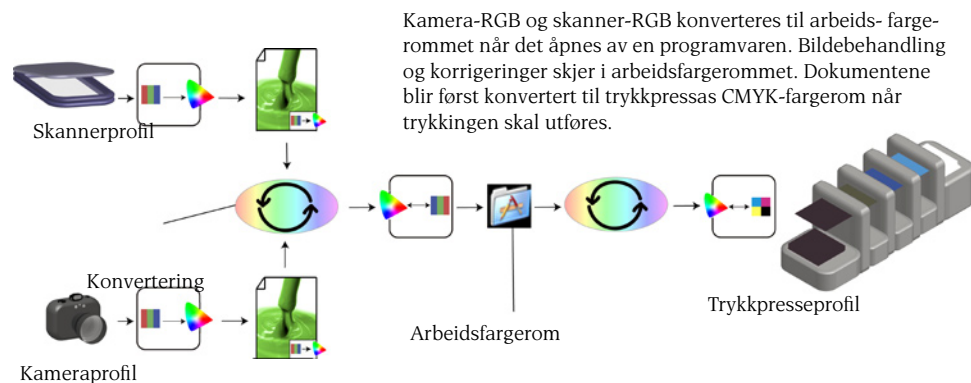 Kamera-RGB og skanner-RGB konverteres til arbeids- farge-
rommet når det åpnes av en programvaren. Bildebehandling
og korrigeringer skjer i arbeidsfargerommet. Dokumentene
blir først konvertert til trykkpressas CMYK-fargerom når
trykkingen skal utføres.
Skannerprofil
Konvertering
Trykkpresseprofil
Arbeidsfargerom
Kameraprofil